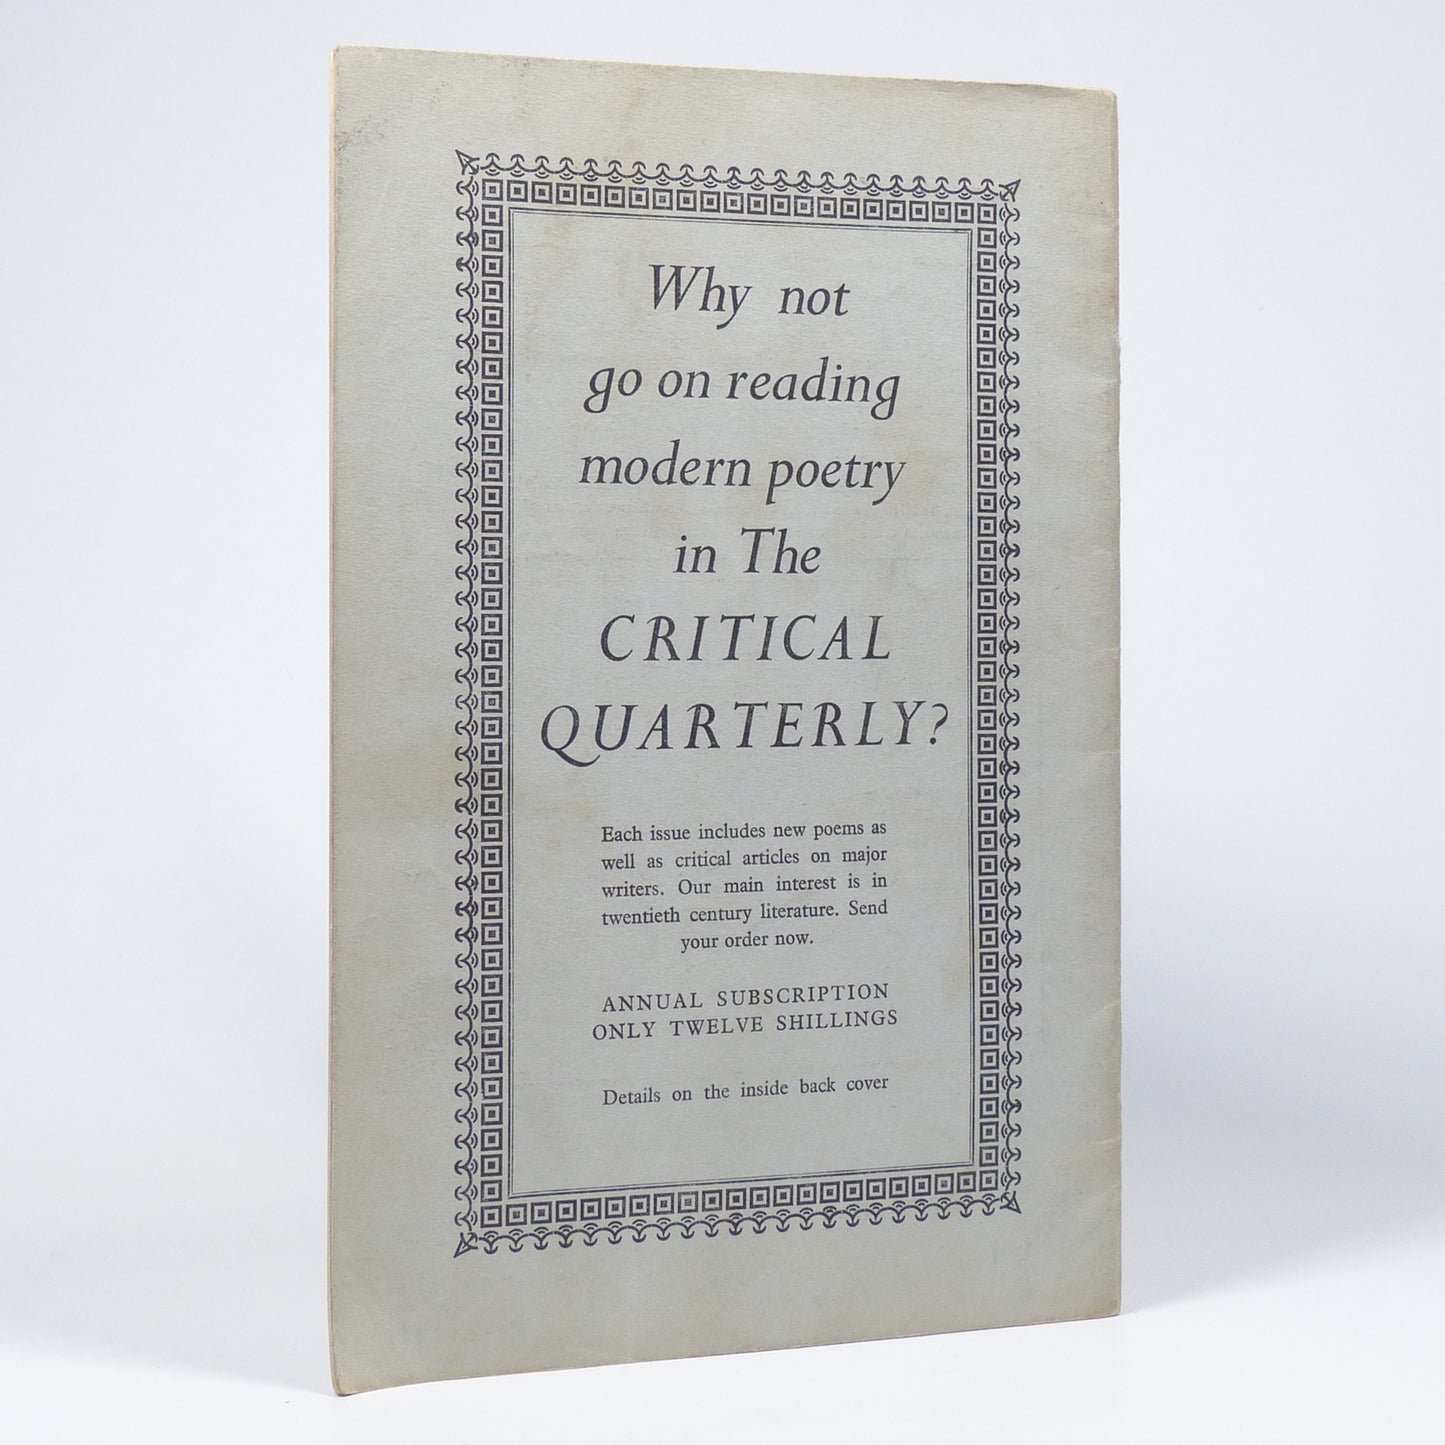 Why not
go on reading
modern poetry
in The
CRITICAL
QUARTERLY?
Each issue includes new poems as
well as critical articles on major
writers. Our main interest is in
twentieth century literature. Send
your order now.
ANNUAL SUBSCRIPTION
ONLY TWELVE SHILLINGS
Details on the inside back cover